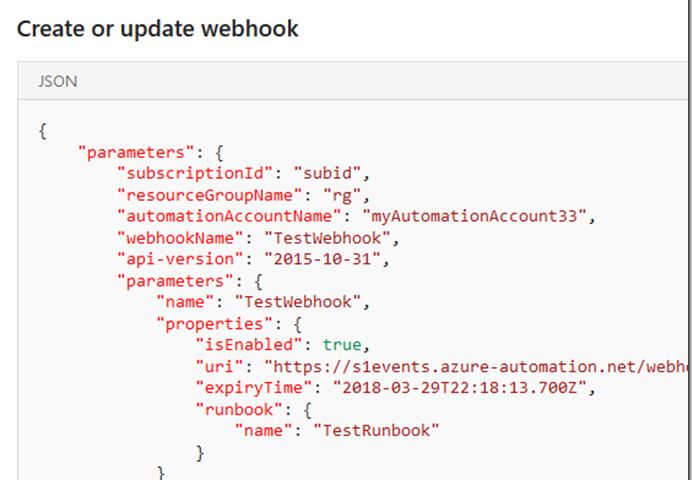 Create or update webhook
JSON
{
"parameters": {
"subscriptionId": "subid",
"resourceGroupName": "rg",
"automationAccountName": "myAutomationAccount33",
"webhookName": "TestWebhook",
"api-version": "2015-10-31",
"parameters": {
"name": "TestWebhook",
"properties": {
"isEnabled": true,
"uri": "https://s1events.azure-automation.net/webho
"expiryTime": "2018-03-29T22:18:13.700Z",
"runbook": {
"name": "TestRunbook"
}
}